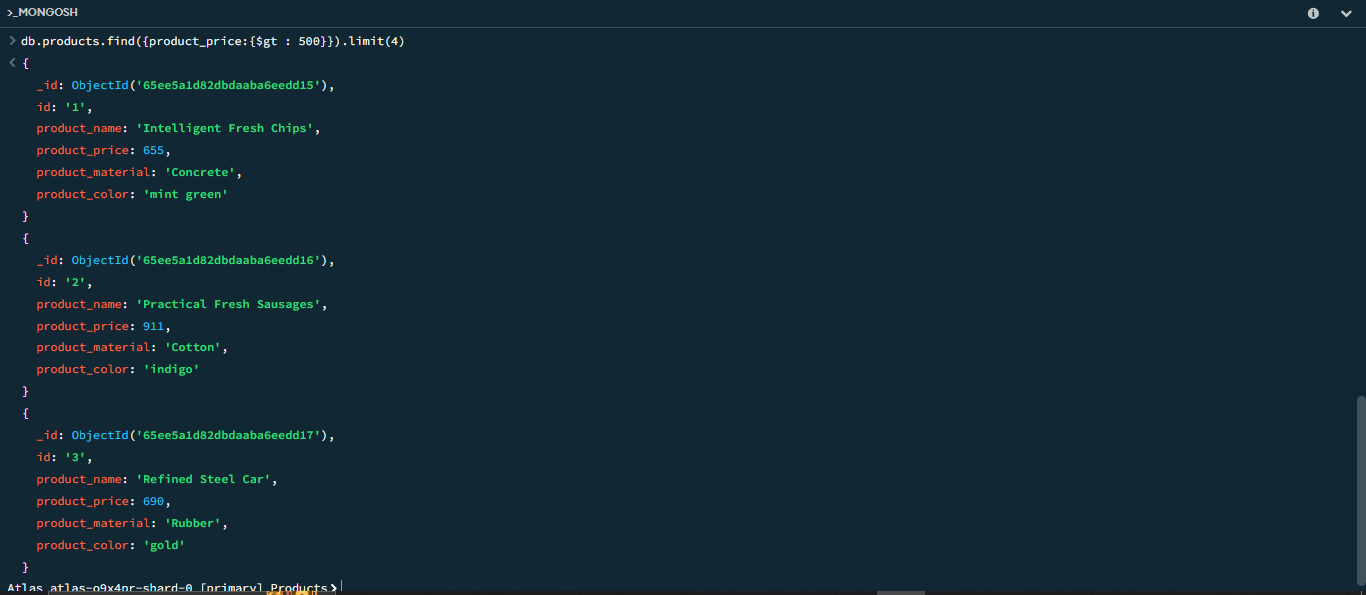 >_MONGOSH
> db.products.find({product_price:{$gt : 500}}).limit(4)
< {
_id: ObjectId('65ee5a1d82dbdaaba6eedd15'),
id: '1',
product_name: 'Intelligent Fresh Chips',
product_price: 655,
product_material: 'Concrete',
product_color: 'mint green'
}
{
_id: ObjectId('65ee5a1d82dbdaaba6eedd16'),
id: '2',
product_name: 'Practical Fresh Sausages',
product_price: 911,
product_material: 'Cotton',
product_color: 'indigo'
}
{
_id: ObjectId('65ee5a1d82dbdaaba6eedd17'),
id: '3',
product_name: 'Refined Steel Car',
product_price: 690,
product_material: 'Rubber',
product_color: 'gold'
}
Atlas atlas-o9x4pr-shard-0 [primary] Products>